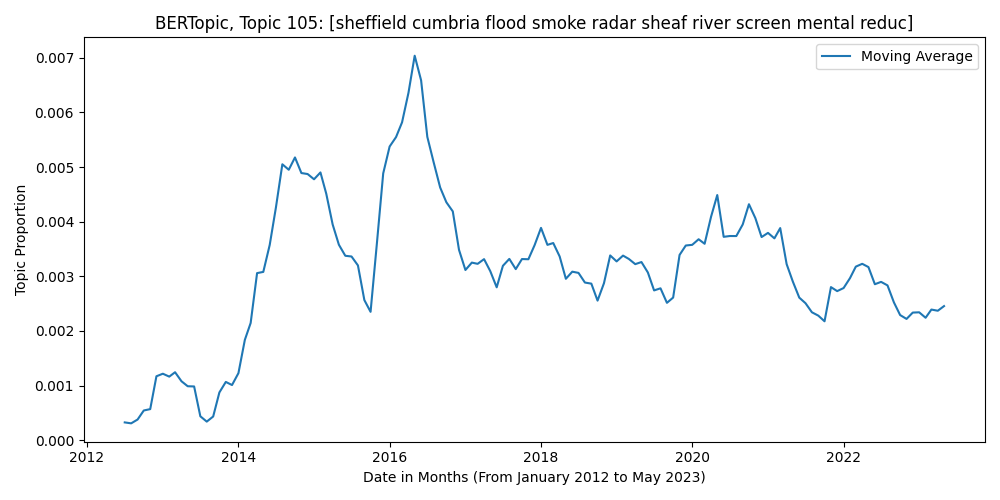 BERTopic, Topic 105: [sheffield cumbria flood smoke radar sheaf river screen mental reduc]
Moving Average
Topic Proportion
0.007
0.006
0.005
0.004
0.003
0.002
0.001
0.000
2012 2014 2016 2018 2020 2022
Date in Months (From January 2012 to May 2023)